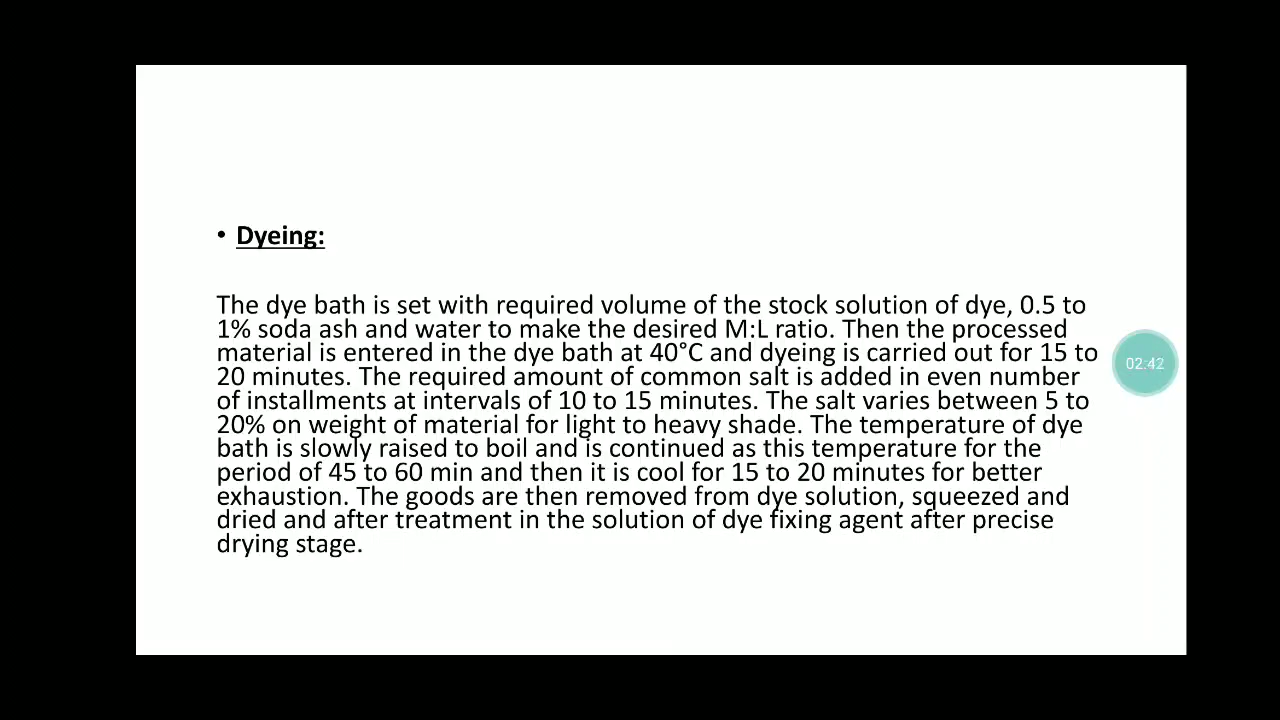 • Dyeing:
The dye bath is set with required volume of the stock solution of dye, 0.5 to
1% soda ash and water to make the desired M:L ratio. Then the processed
material is entered in the dye bath at 40°C and dyeing is carried out for 15 to
20 minutes. The required amount of common salt is added in even number
of installments at intervals of 10 to 15 minutes. The salt varies between 5 to
20% on weight of material for light to heavy shade. The temperature of dye
bath is slowly raised to boil and is continued as this temperature for the
period of 45 to 60 min and then it is cool for 15 to 20 minutes for better
exhaustion. The goods are then removed from dye solution, squeezed and
dried and after treatment in the solution of dye fixing agent after precise
drying stage.
02:42